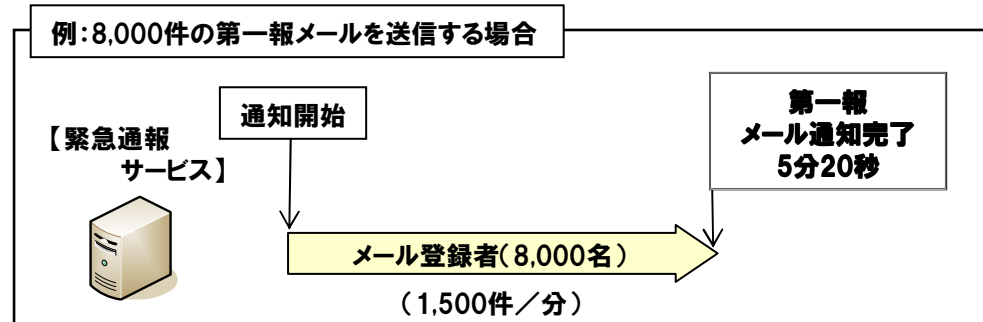 例：8,000件の第一報メールを送信する場合
通知開始
第一報
メール通知完了
5分20秒
【緊急通報
サービス】
メール登録者（8,000名）
（1,500件／分）